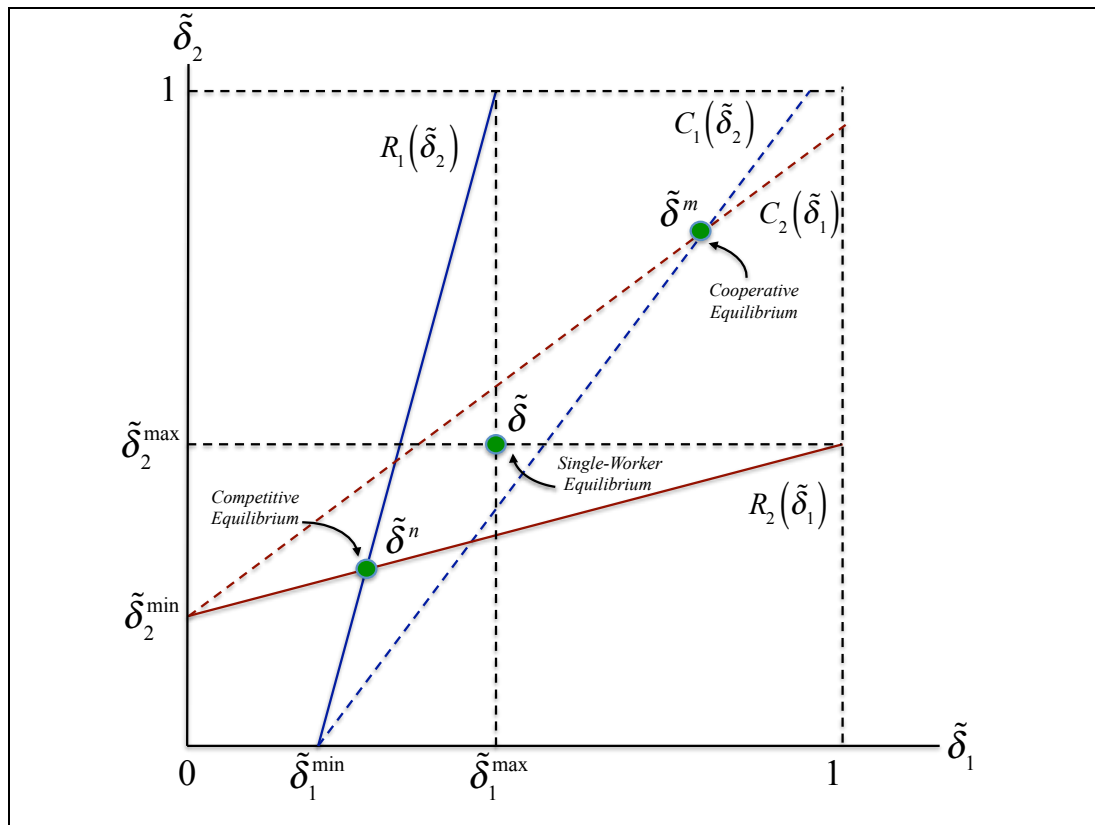 δ̃₂
1
R₁(δ̃₂)
C₁(δ̃₂)
δ̃ᵐ
C₂(δ̃₁)
Cooperative
Equilibrium
δ̃₂ᵐᵃˣ
δ̃
Single-Worker
Equilibrium
Competitive
Equilibrium
R₂(δ̃₁)
δ̃ⁿ
δ̃₂ᵐⁱⁿ
0
δ̃₁ᵐⁱⁿ
δ̃₁ᵐᵃˣ
1
δ̃₁